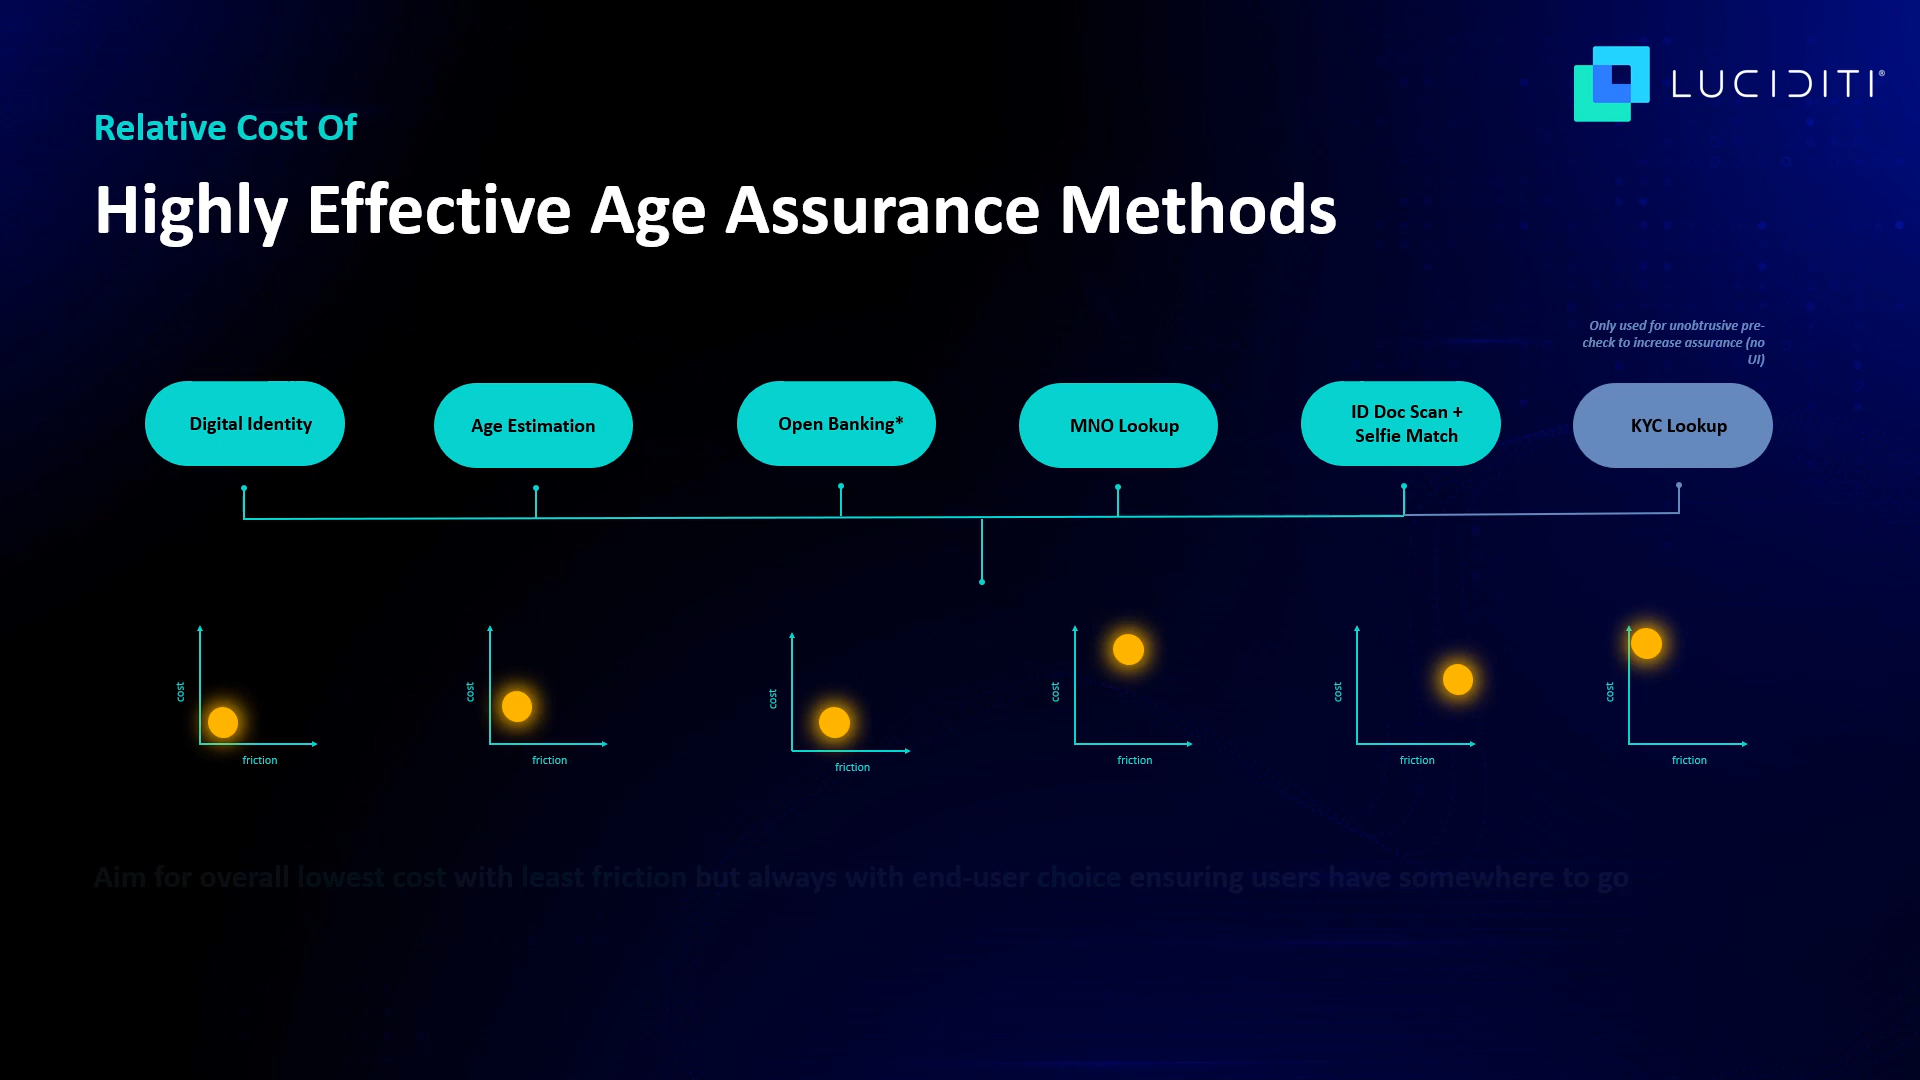 LUCIDITI®
Relative Cost Of
Highly Effective Age Assurance Methods
Only used for unobtrusive pre-
check to increase assurance (no
UI)
Digital Identity
Age Estimation
Open Banking*
MNO Lookup
ID Doc Scan +
Selfie Match
KYC Lookup
cost
friction
cost
friction
cost
friction
cost
friction
cost
friction
cost
friction
Aim for overall lowest cost with least friction but always with end-user choice ensuring users have somewhere to go